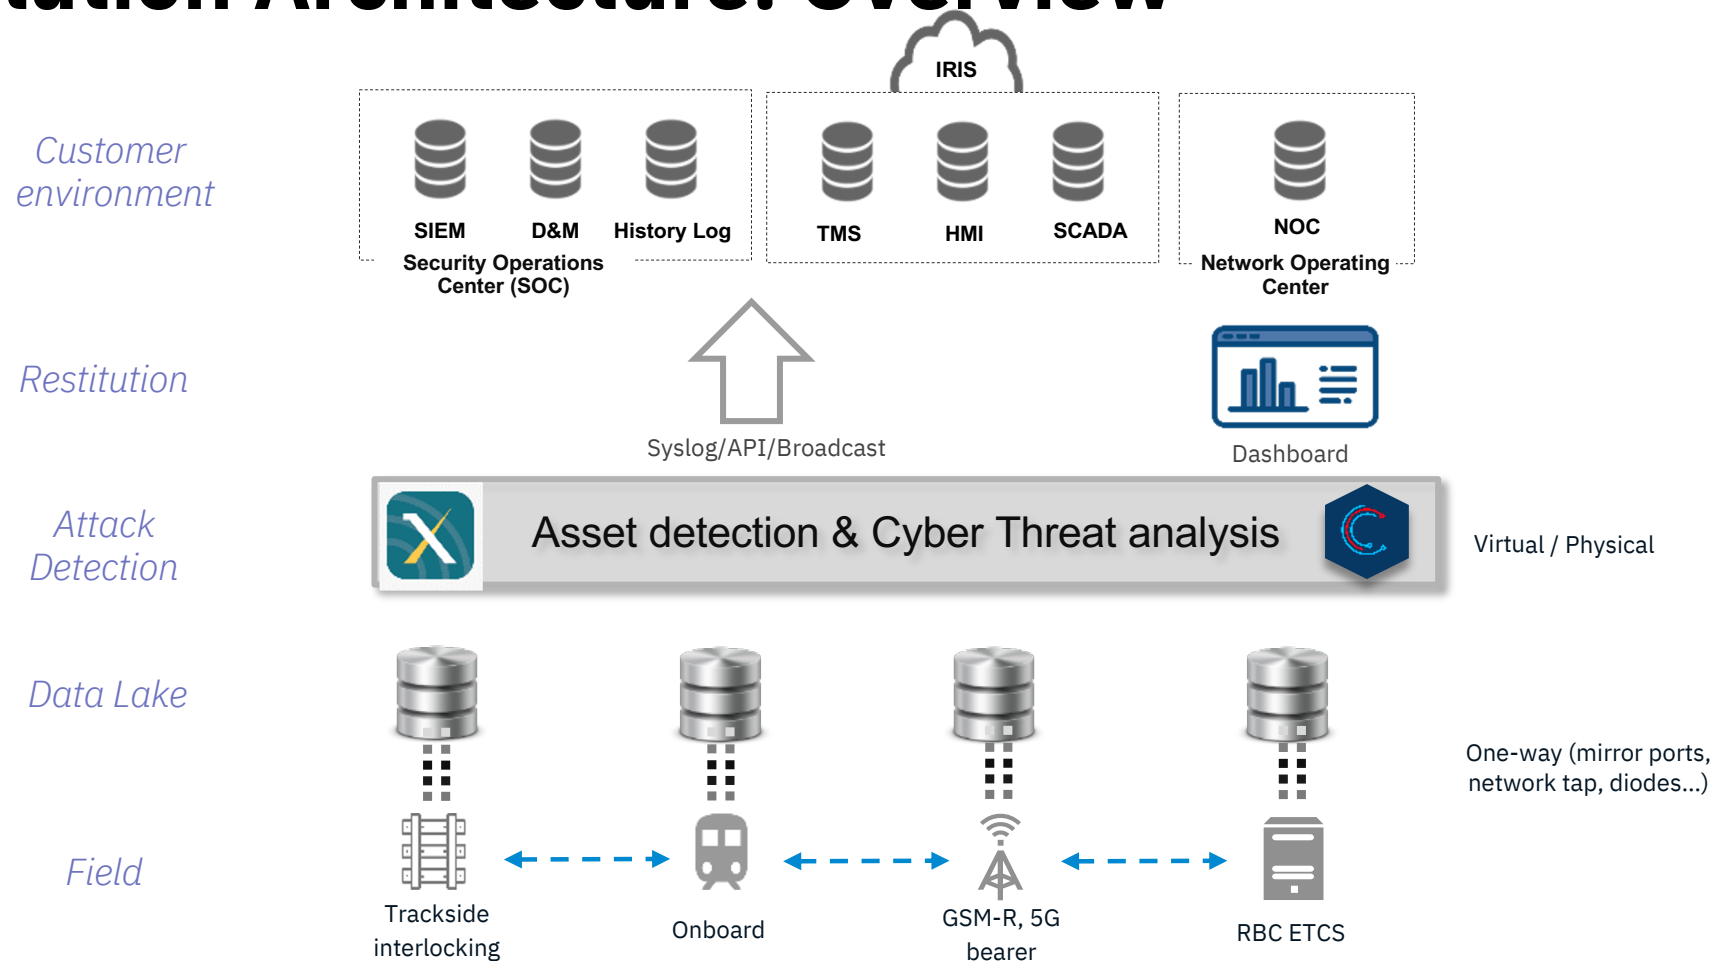 Architecture: Overview
IRIS
Customer
environment
SIEM
D&M
History Log
Security Operations
Center (SOC)
TMS
HMI
SCADA
NOC
Network Operating
Center
Restitution
Syslog/API/Broadcast
Dashboard
Attack
Detection
Asset detection & Cyber Threat analysis
Virtual / Physical
Data Lake
One-way (mirror ports,
network tap, diodes...)
Field
Trackside
interlocking
Onboard
GSM-R, 5G
bearer
RBC ETCS